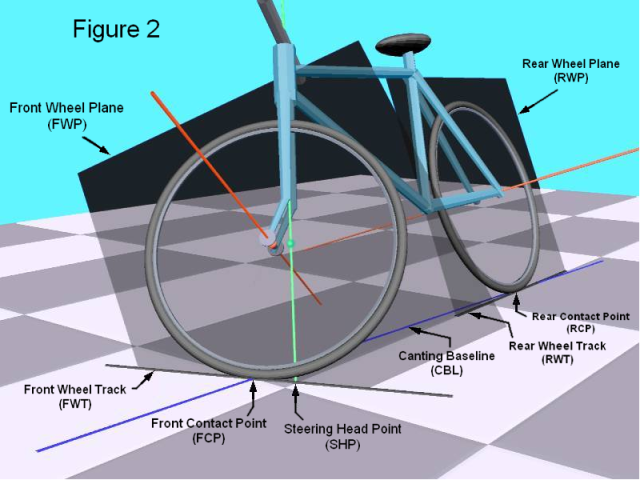 Figure 2
Rear Wheel Plane
(RWP)
Front Wheel Plane
(FWP)
Rear Contact Point
(RCP)
Rear Wheel Track
(RWT)
Canting Baseline
(CBL)
Front Wheel Track
(FWT)
Front Contact Point
(FCP)
Steering Head Point
(SHP)